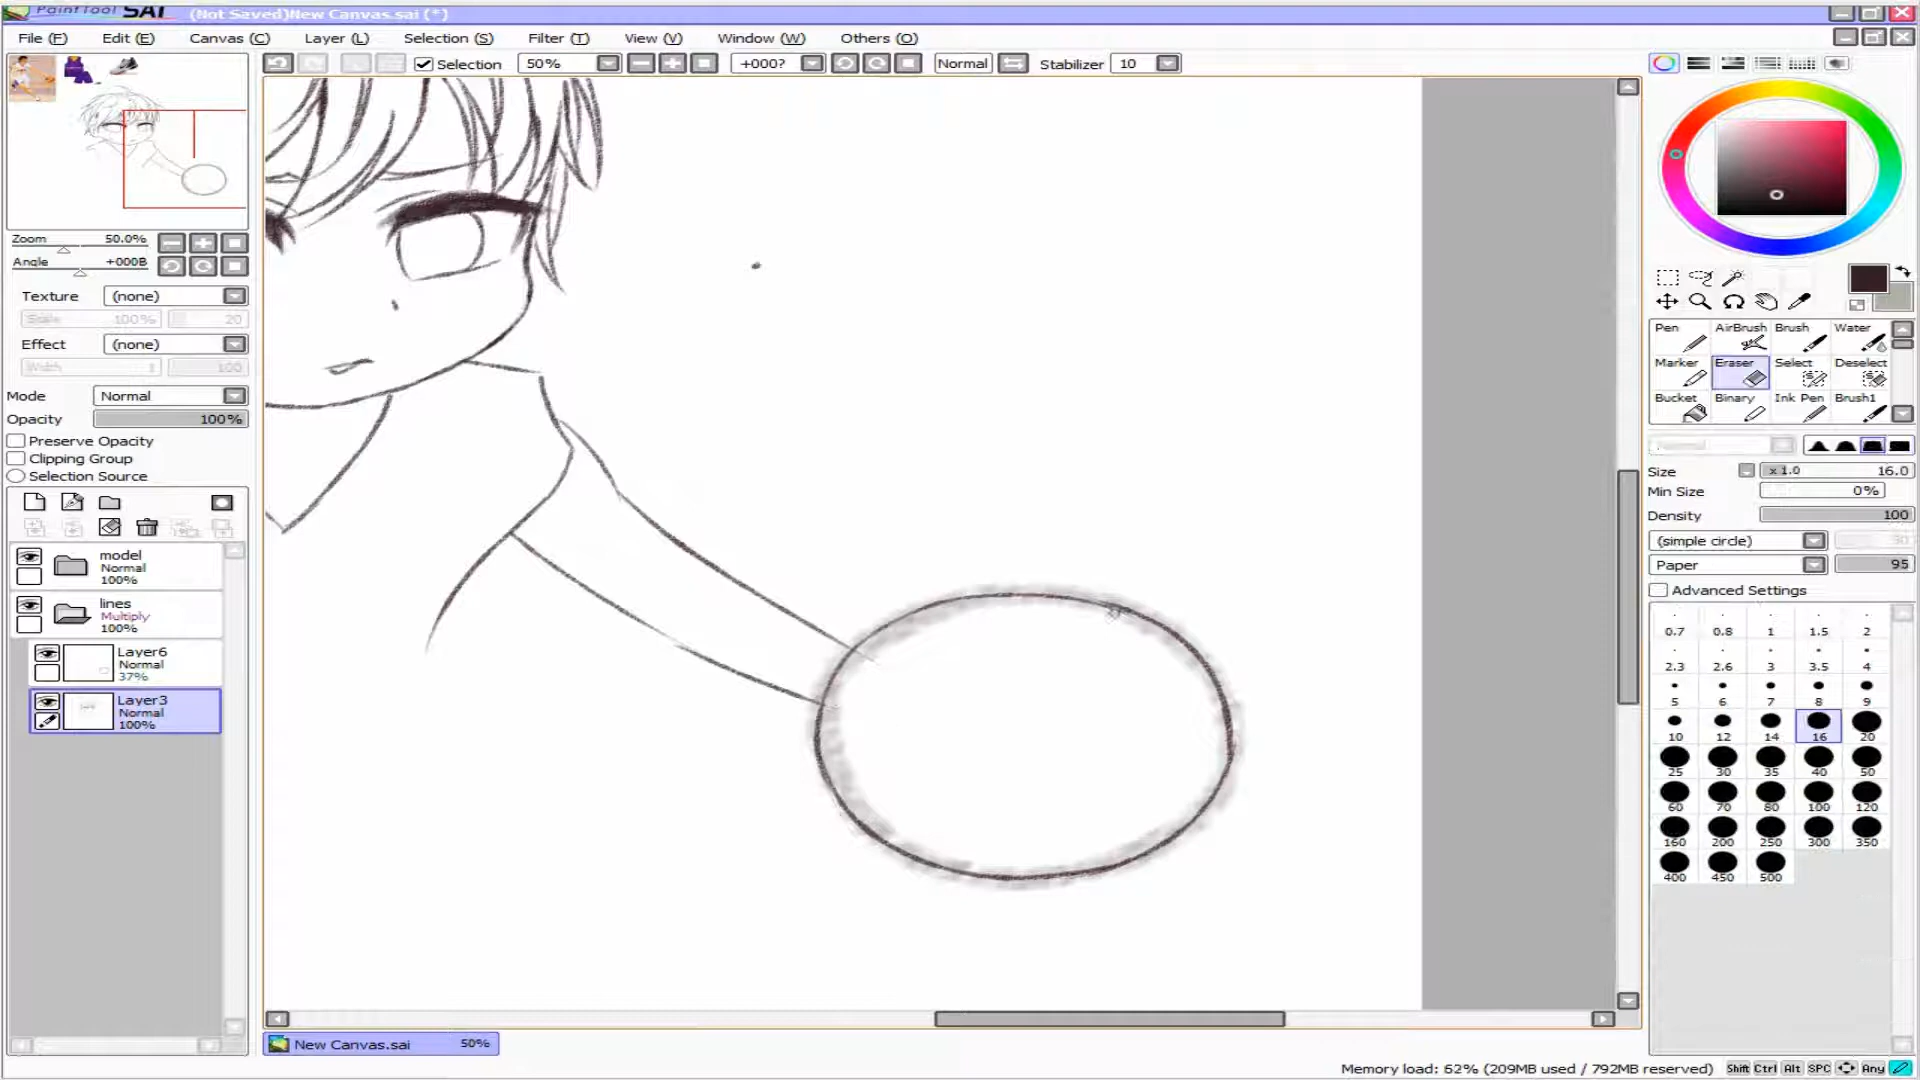 PaintTool SAI (Not Saved)New Canvas.sai (*)
File (F) Edit (E) Canvas (C) Layer (L) Selection (S) Filter (T) View (V) Window (W) Others (O)
Selection 50% +000? Normal Stabilizer 10
Zoom 50.0%
Angle +000B
Texture (none)
Scale 100% 20
Effect (none)
Width 1 100
Mode Normal
Opacity 100%
Preserve Opacity
Clipping Group
Selection Source
model
Normal
100%
lines
Multiply
100%
Layer6
Normal
37%
Layer3
Normal
100%
Pen AirBrush Brush Water
Marker Eraser Select Deselect
Bucket Binary Ink Pen Brush1
Size x 1.0 16.0
Min Size 0%
Density 100
(simple circle)
Paper 95
Advanced Settings
0.7 0.8 1 1.5 2
2.3 2.6 3 3.5 4
5 6 7 8 9
10 12 14 16 20
25 30 35 40 50
60 70 80 100 120
160 200 250 300 350
400 450 500
New Canvas.sai 50%
Memory load: 62% (209MB used / 792MB reserved) Shift Ctrl Alt SPC Any